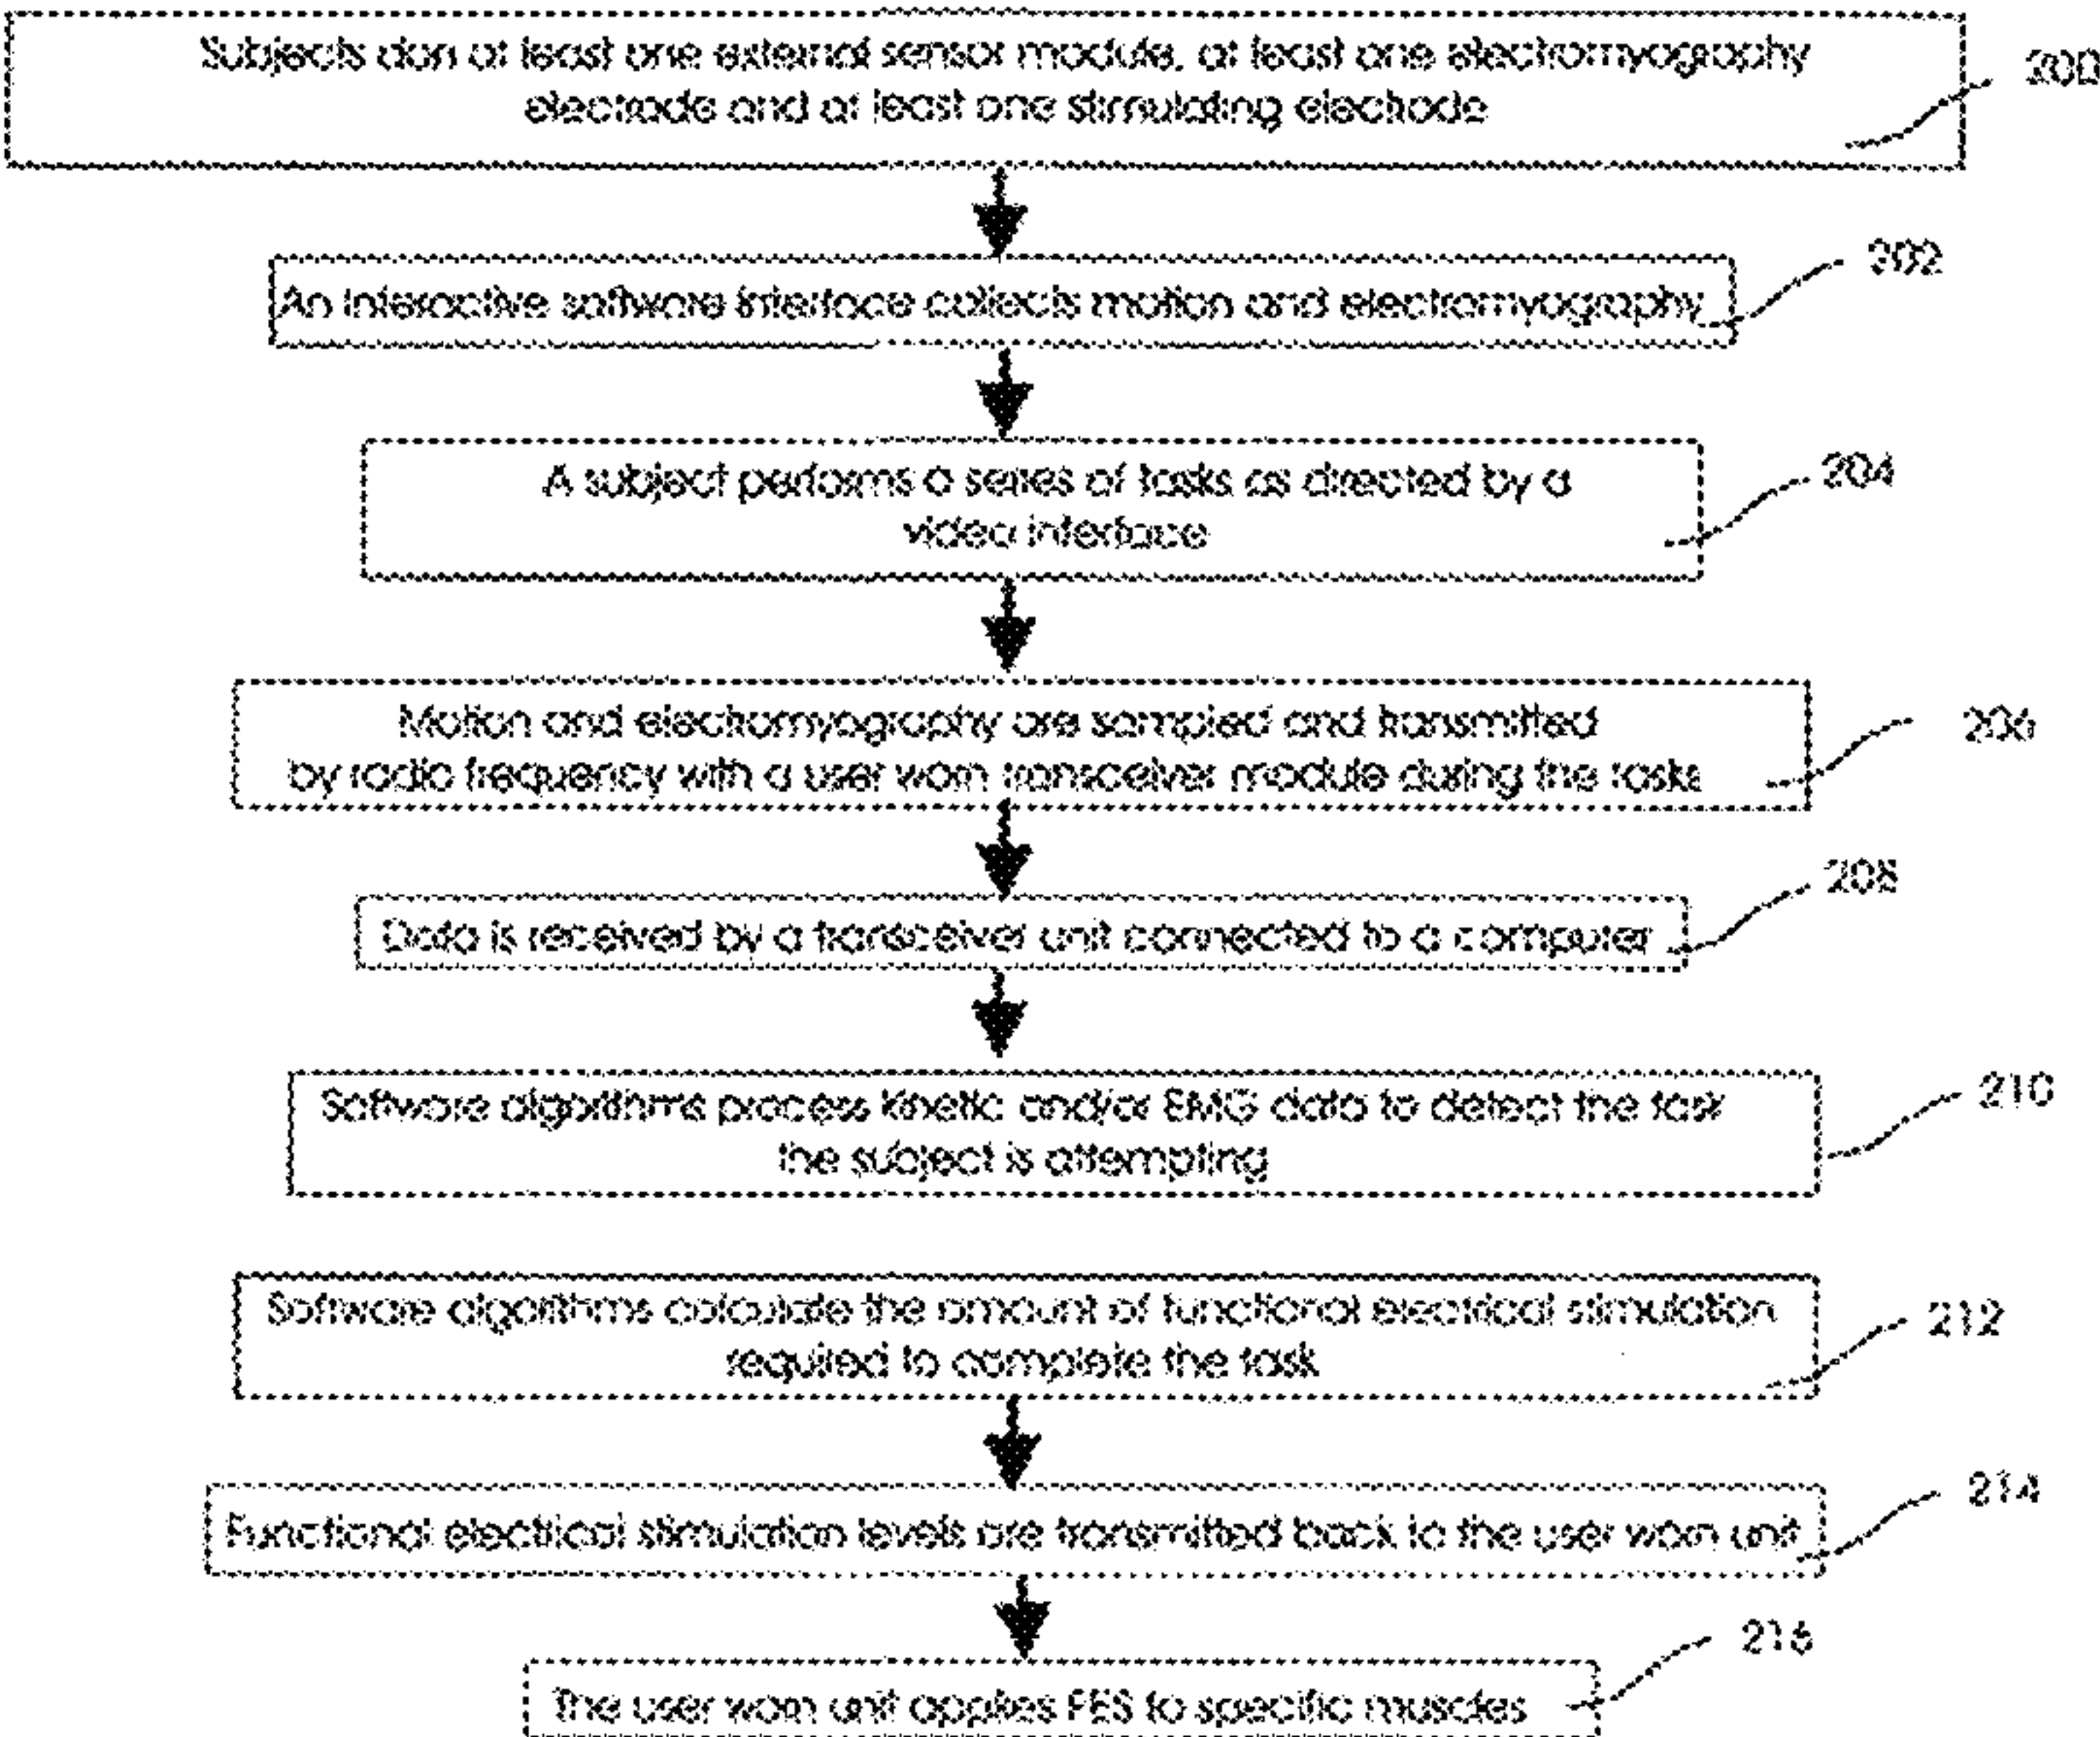 Subjects don at least one external sensor module, at least one electromyography
electrode and at least one stimulating electrode
200
An interactive software interface collects motion and electromyography
202
A subject performs a series of tasks as directed by a
video interface
204
Motion and electromyography are sampled and transmitted
by radio frequency with a user worn transceiver module during the tasks
206
Data is received by a transceiver unit connected to a computer
208
Software algorithms process kinetic and/or EMG data to detect the task
the subject is attempting
210
Software algorithms calculate the amount of functional electrical stimulation
required to complete the task
212
Functional electrical stimulation levels are transmitted back to the user worn unit
214
The user worn unit applies FES to specific muscles
216